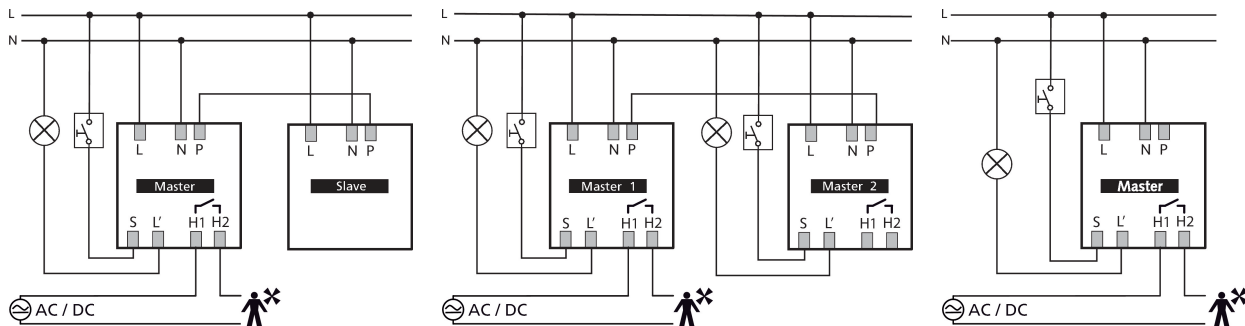 L
N
L N P
Master
S L' H1 H2
AC / DC
L N P
Slave
L
N
L N P
Master 1
S L' H1 H2
AC / DC
L N P
Master 2
S L' H1 H2
L
N
L N P
Master
S L' H1 H2
AC / DC